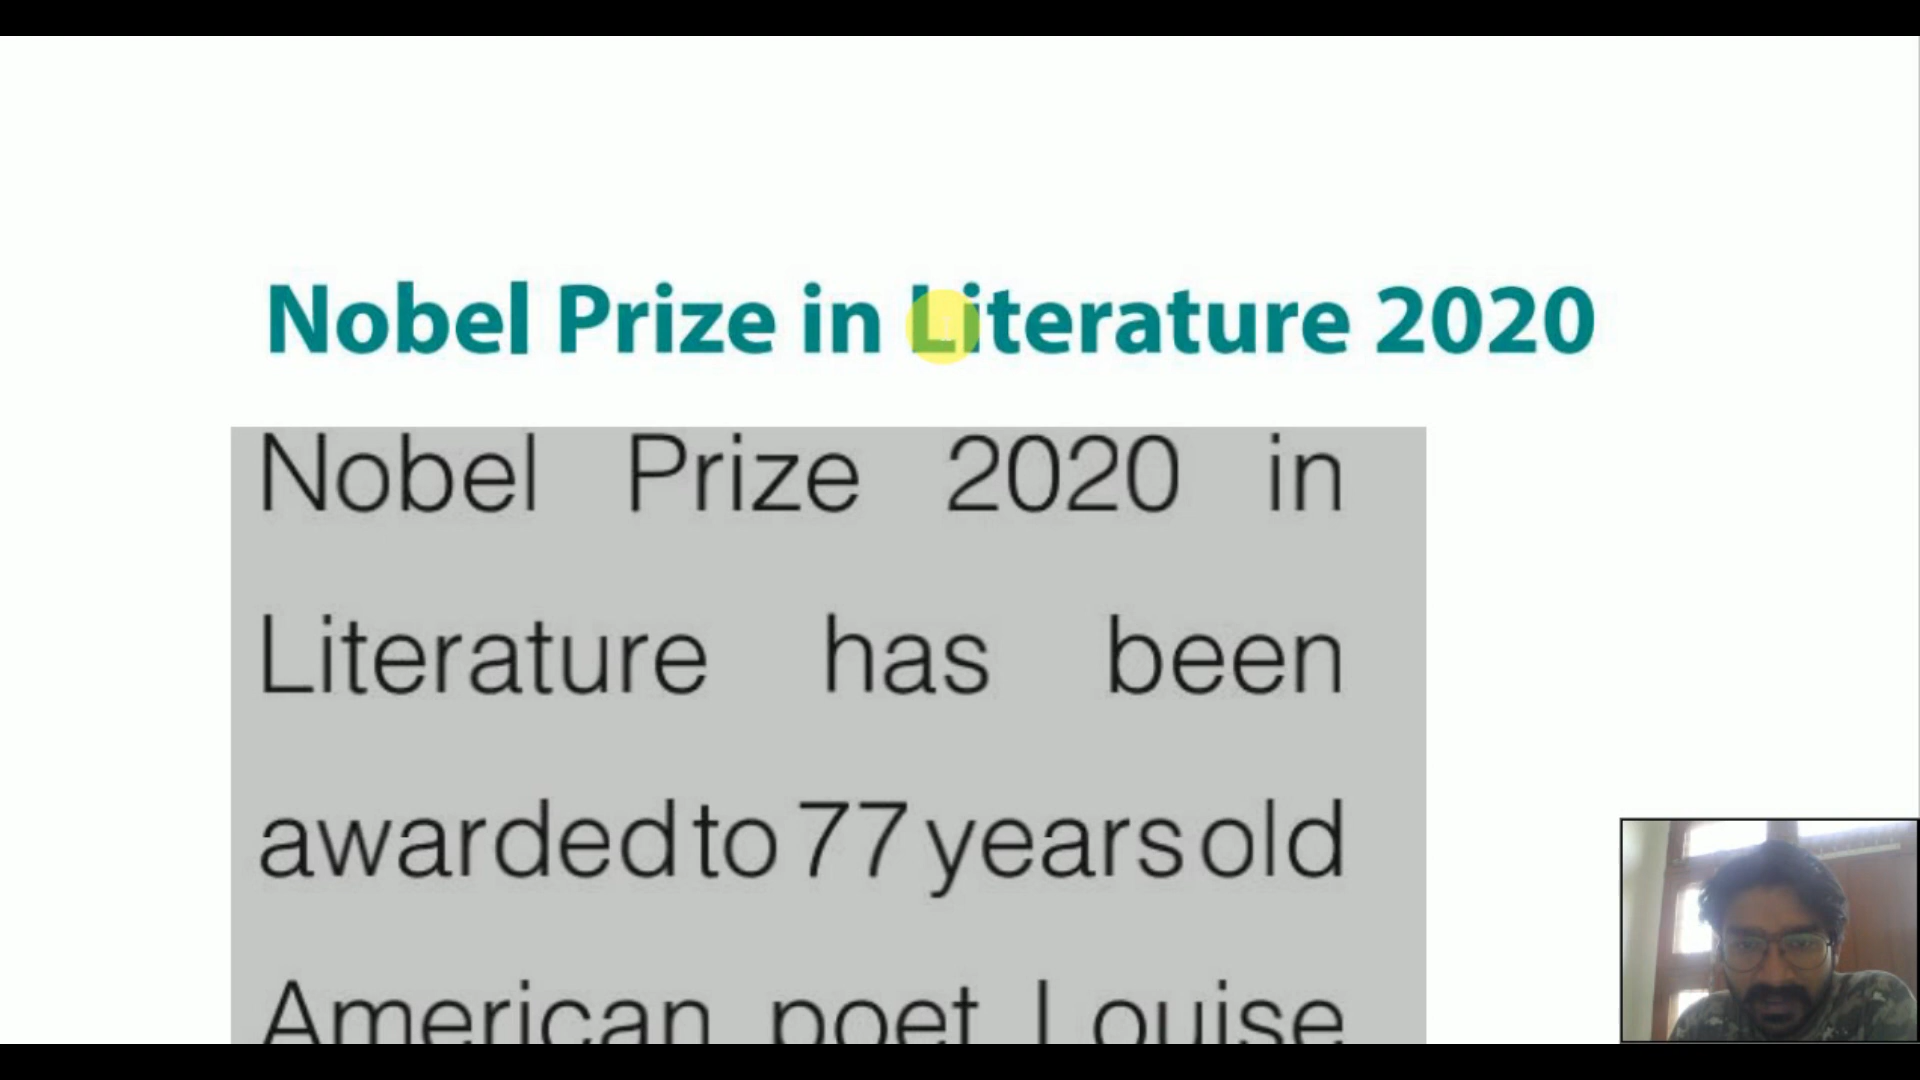 Nobel Prize in Literature 2020
Nobel Prize 2020 in
Literature has been
awarded to 77 years old
American poet Louise